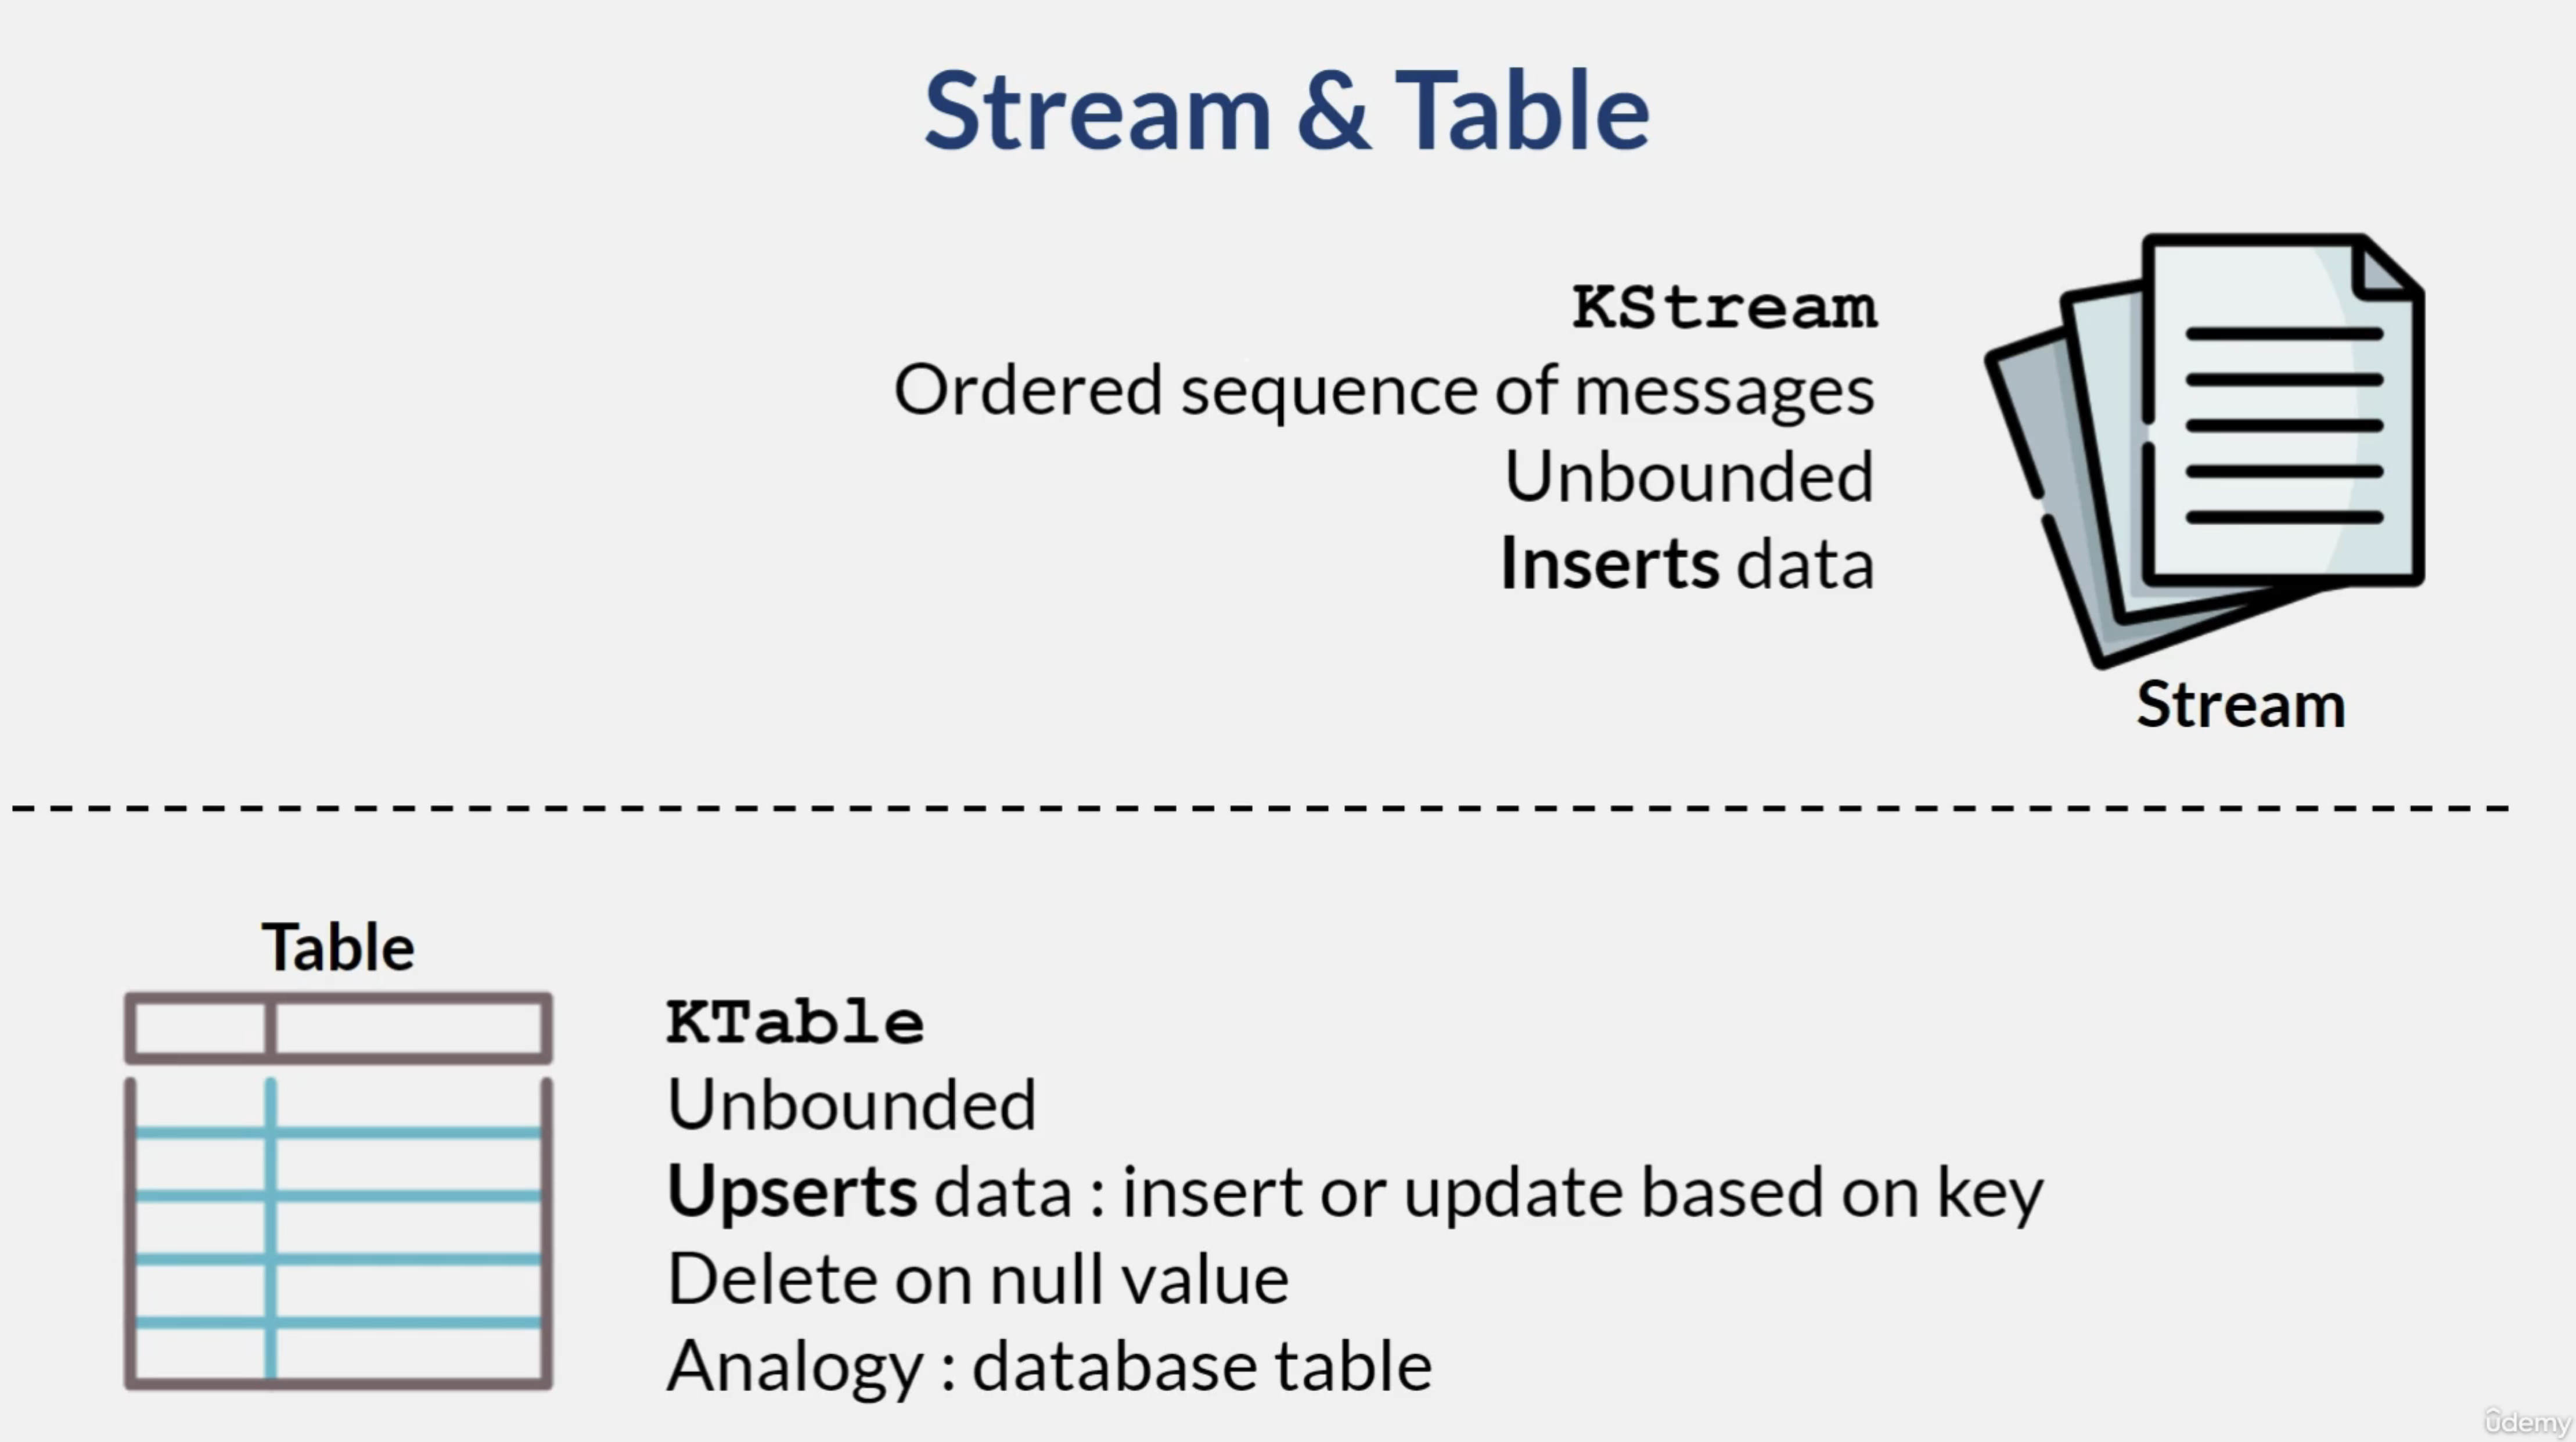 Stream & Table
KStream
Ordered sequence of messages
Unbounded
Inserts data
Stream
Table
KTable
Unbounded
Upserts data : insert or update based on key
Delete on null value
Analogy : database table
ûdemy